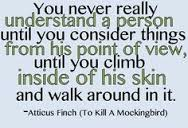 You never really
understand a person
until you consider things
from his point of view,
until you climb
inside of his skin
and walk around in it.
-Atticus Finch (To Kill A Mockingbird)